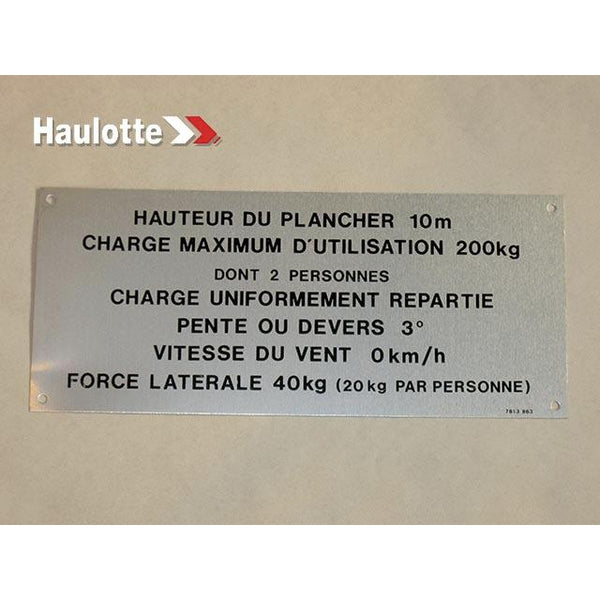 Haulotte
HAUTEUR DU PLANCHER 10m
CHARGE MAXIMUM D'UTILISATION 200kg
DONT 2 PERSONNES
CHARGE UNIFORMEMENT REPARTIE
PENTE OU DEVERS 3°
VITESSE DU VENT 0km/h
FORCE LATERALE 40kg (20kg PAR PERSONNE)
7813 863